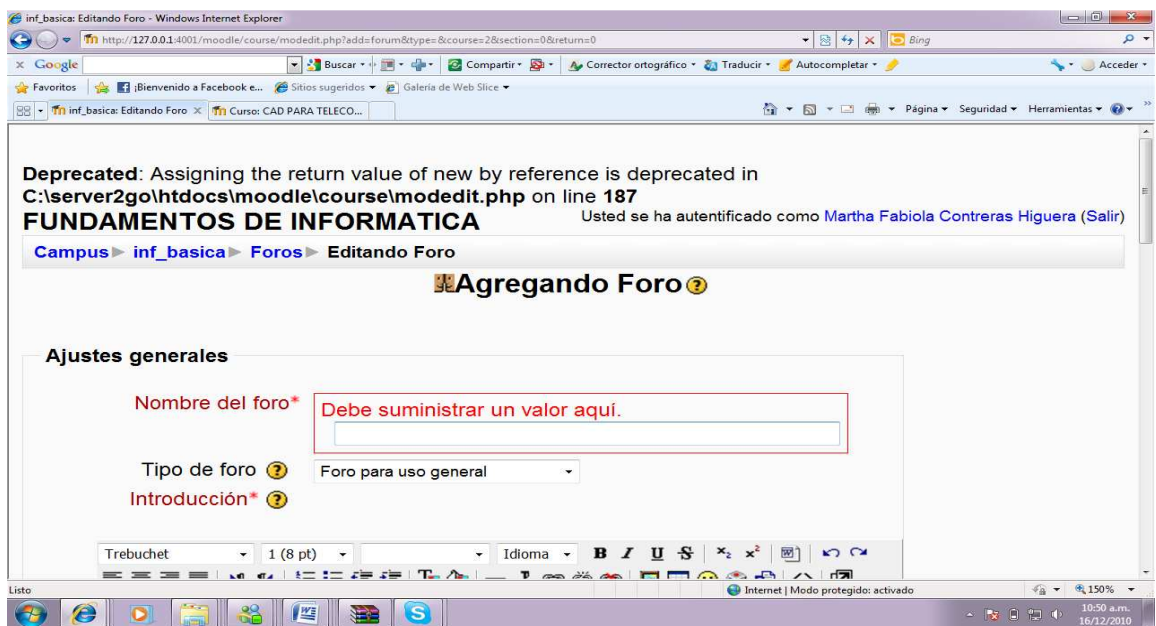 inf_basica: Editando Foro - Windows Internet Explorer
http://127.0.0.1:4001/moodle/course/modedit.php?add=forum&type=&course=2&section=0&return=0
Bing
x Google
Buscar
Compartir
Corrector ortográfico
Traducir
Autocompletar
Acceder
Favoritos
¡Bienvenido a Facebook e...
Sitios sugeridos
Galería de Web Slice
inf_basica: Editando Foro
Curso: CAD PARA TELECO...
Página
Seguridad
Herramientas
Deprecated: Assigning the return value of new by reference is deprecated in
C:\server2go\htdocs\moodle\course\modedit.php on line 187
FUNDAMENTOS DE INFORMATICA
Usted se ha autentificado como Martha Fabiola Contreras Higuera (Salir)
Campus► inf_basica► Foros► Editando Foro
Agregando Foro
Ajustes generales
Nombre del foro*
Debe suministrar un valor aquí.
Tipo de foro
Foro para uso general
Introducción*
Trebuchet
1 (8 pt)
Idioma
B I U S x₂ x²
Listo
Internet | Modo protegido: activado
150%
10:50 a.m.
16/12/2010